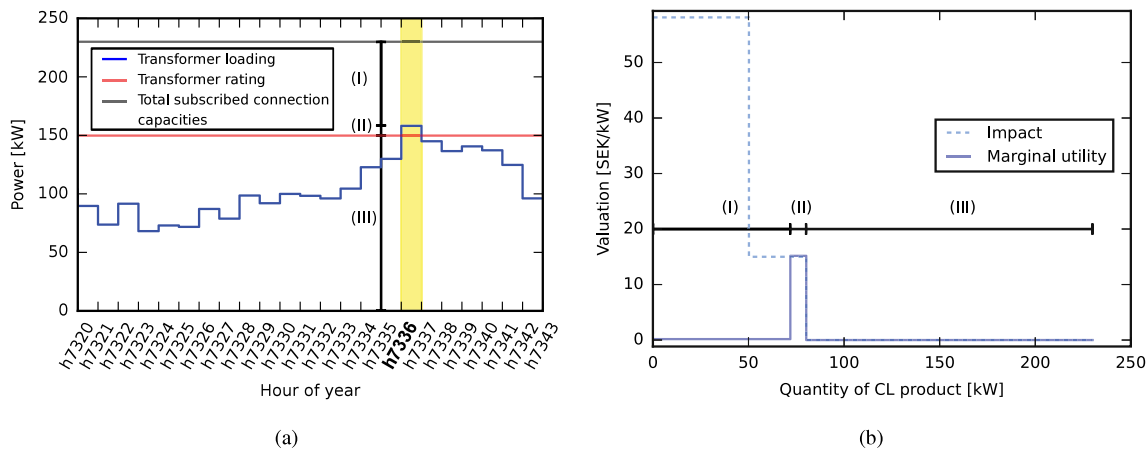 250
200
150
100
50
0
Power [kW]
Transformer loading
Transformer rating
Total subscribed connection
capacities
(I)
(II)
(III)
h7320
h7321
h7322
h7323
h7324
h7325
h7326
h7327
h7328
h7329
h7330
h7331
h7332
h7333
h7334
h7335
h7336
h7337
h7338
h7339
h7340
h7341
h7342
h7343
Hour of year
(a)
50
40
30
20
10
0
Valuation [SEK/kW]
Impact
Marginal utility
(I)
(II)
(III)
0
50
100
150
200
250
Quantity of CL product [kW]
(b)